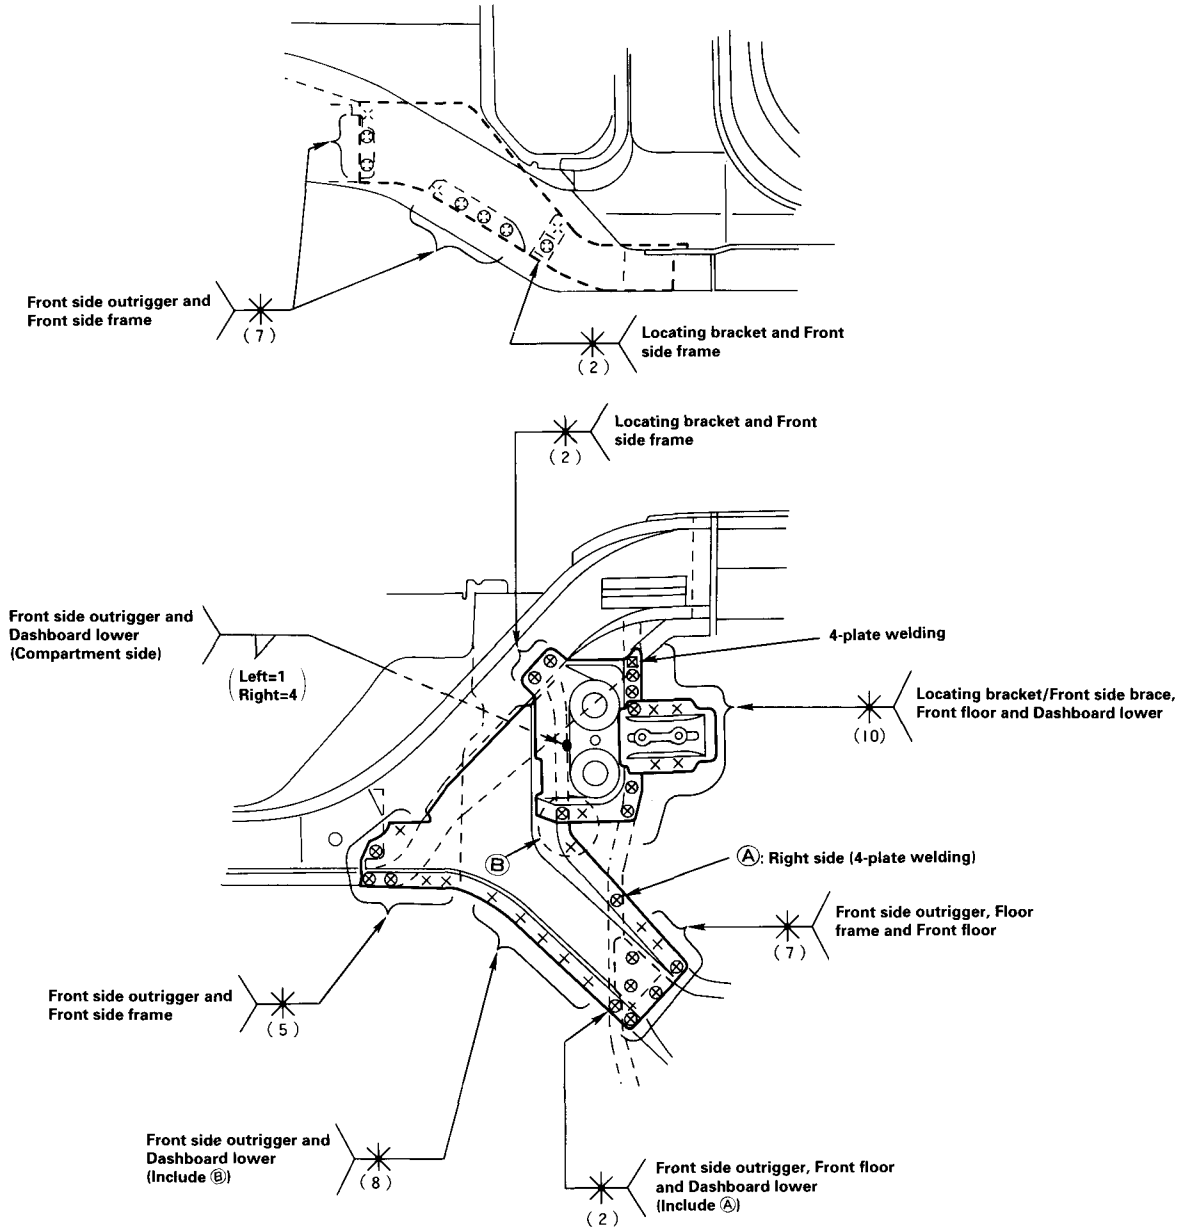 Front side outrigger and
Front side frame
(7)
Locating bracket and Front
side frame
(2)
Locating bracket and Front
side frame
(2)
Front side outrigger and
Dashboard lower
(Compartment side)
(Left=1
Right=4)
4-plate welding
Locating bracket/Front side brace,
Front floor and Dashboard lower
(10)
Ⓑ
Ⓐ: Right side (4-plate welding)
Front side outrigger, Floor
frame and Front floor
(7)
Front side outrigger and
Front side frame
(5)
Front side outrigger and
Dashboard lower
(Include Ⓑ)
(8)
Front side outrigger, Front floor
and Dashboard lower
(Include Ⓐ)
(2)